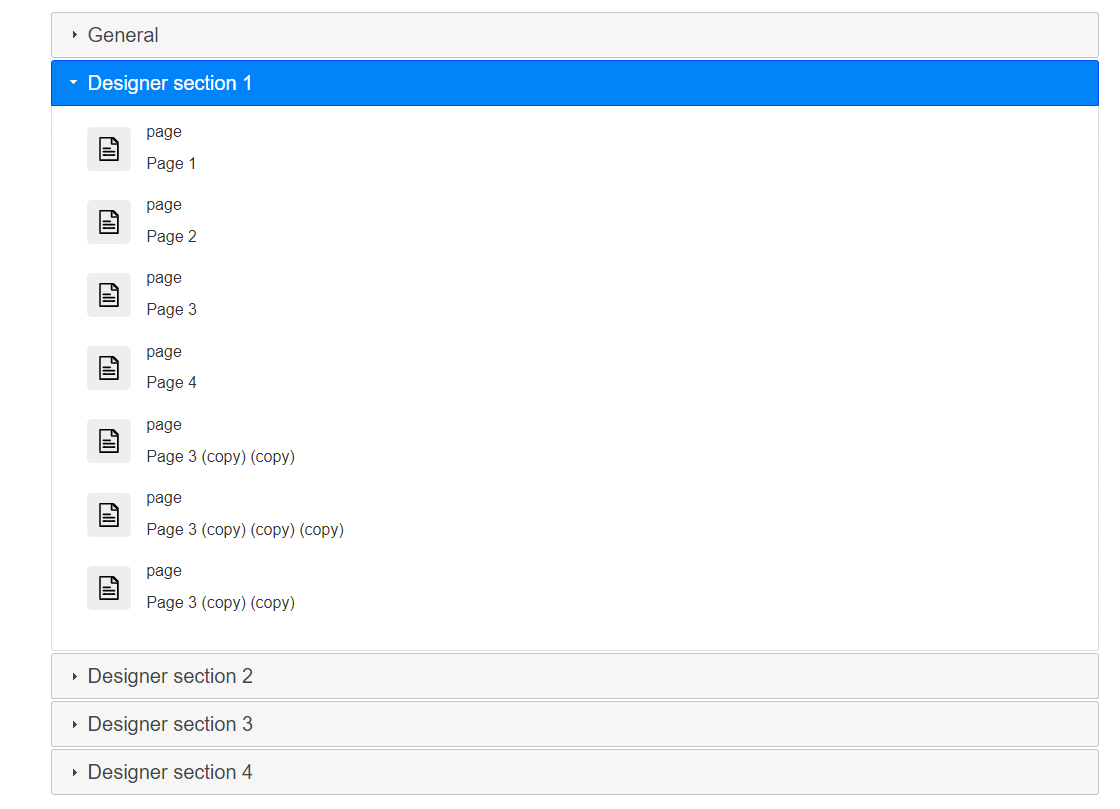 General
Designer section 1
page
Page 1
page
Page 2
page
Page 3
page
Page 4
page
Page 3 (copy) (copy)
page
Page 3 (copy) (copy) (copy)
page
Page 3 (copy) (copy)
Designer section 2
Designer section 3
Designer section 4